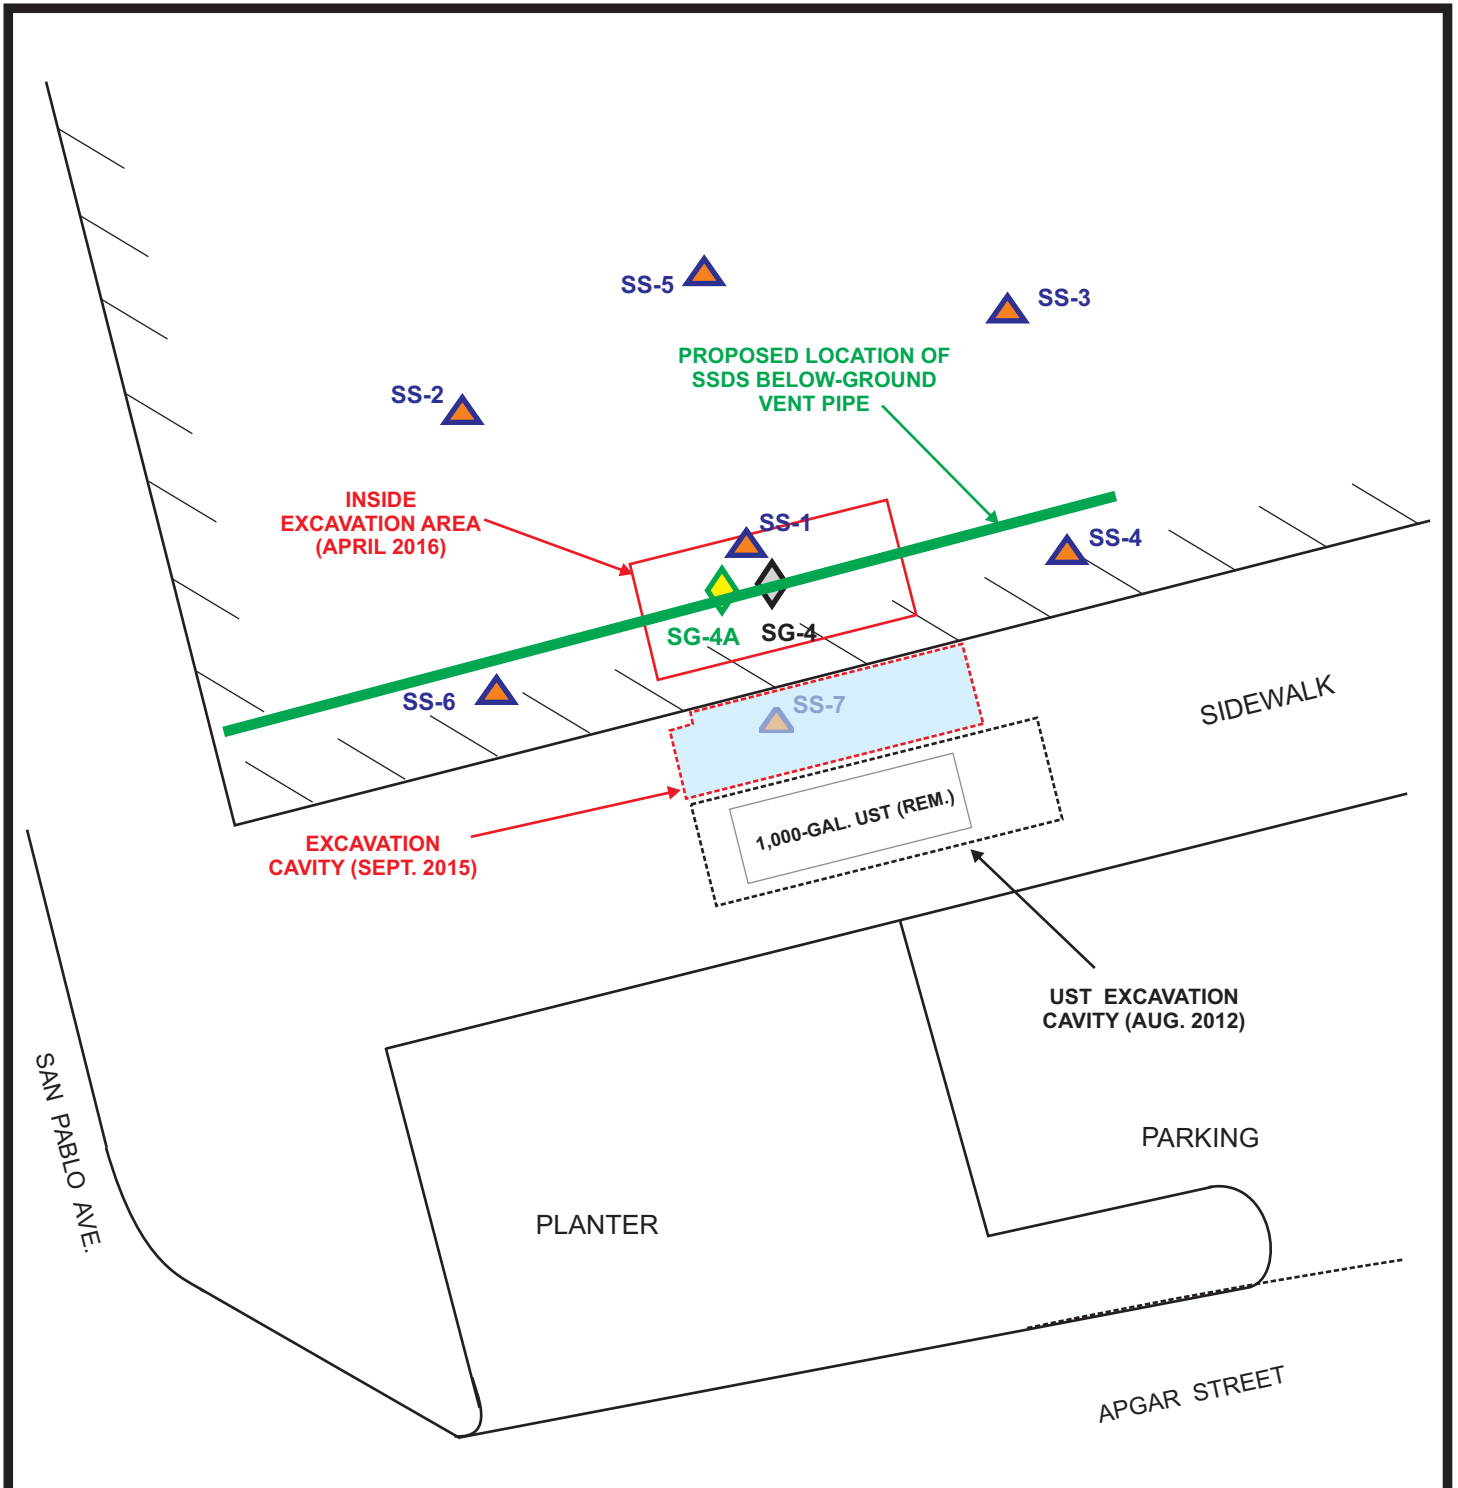 SS-5
SS-3
PROPOSED LOCATION OF
SSDS BELOW-GROUND
VENT PIPE
SS-2
INSIDE
EXCAVATION AREA
(APRIL 2016)
SS-1
SS-4
SG-4A
SG-4
SS-6
SS-7
SIDEWALK
1,000-GAL. UST (REM.)
EXCAVATION
CAVITY (SEPT. 2015)
UST EXCAVATION
CAVITY (AUG. 2012)
SAN PABLO AVE.
PARKING
PLANTER
APGAR STREET